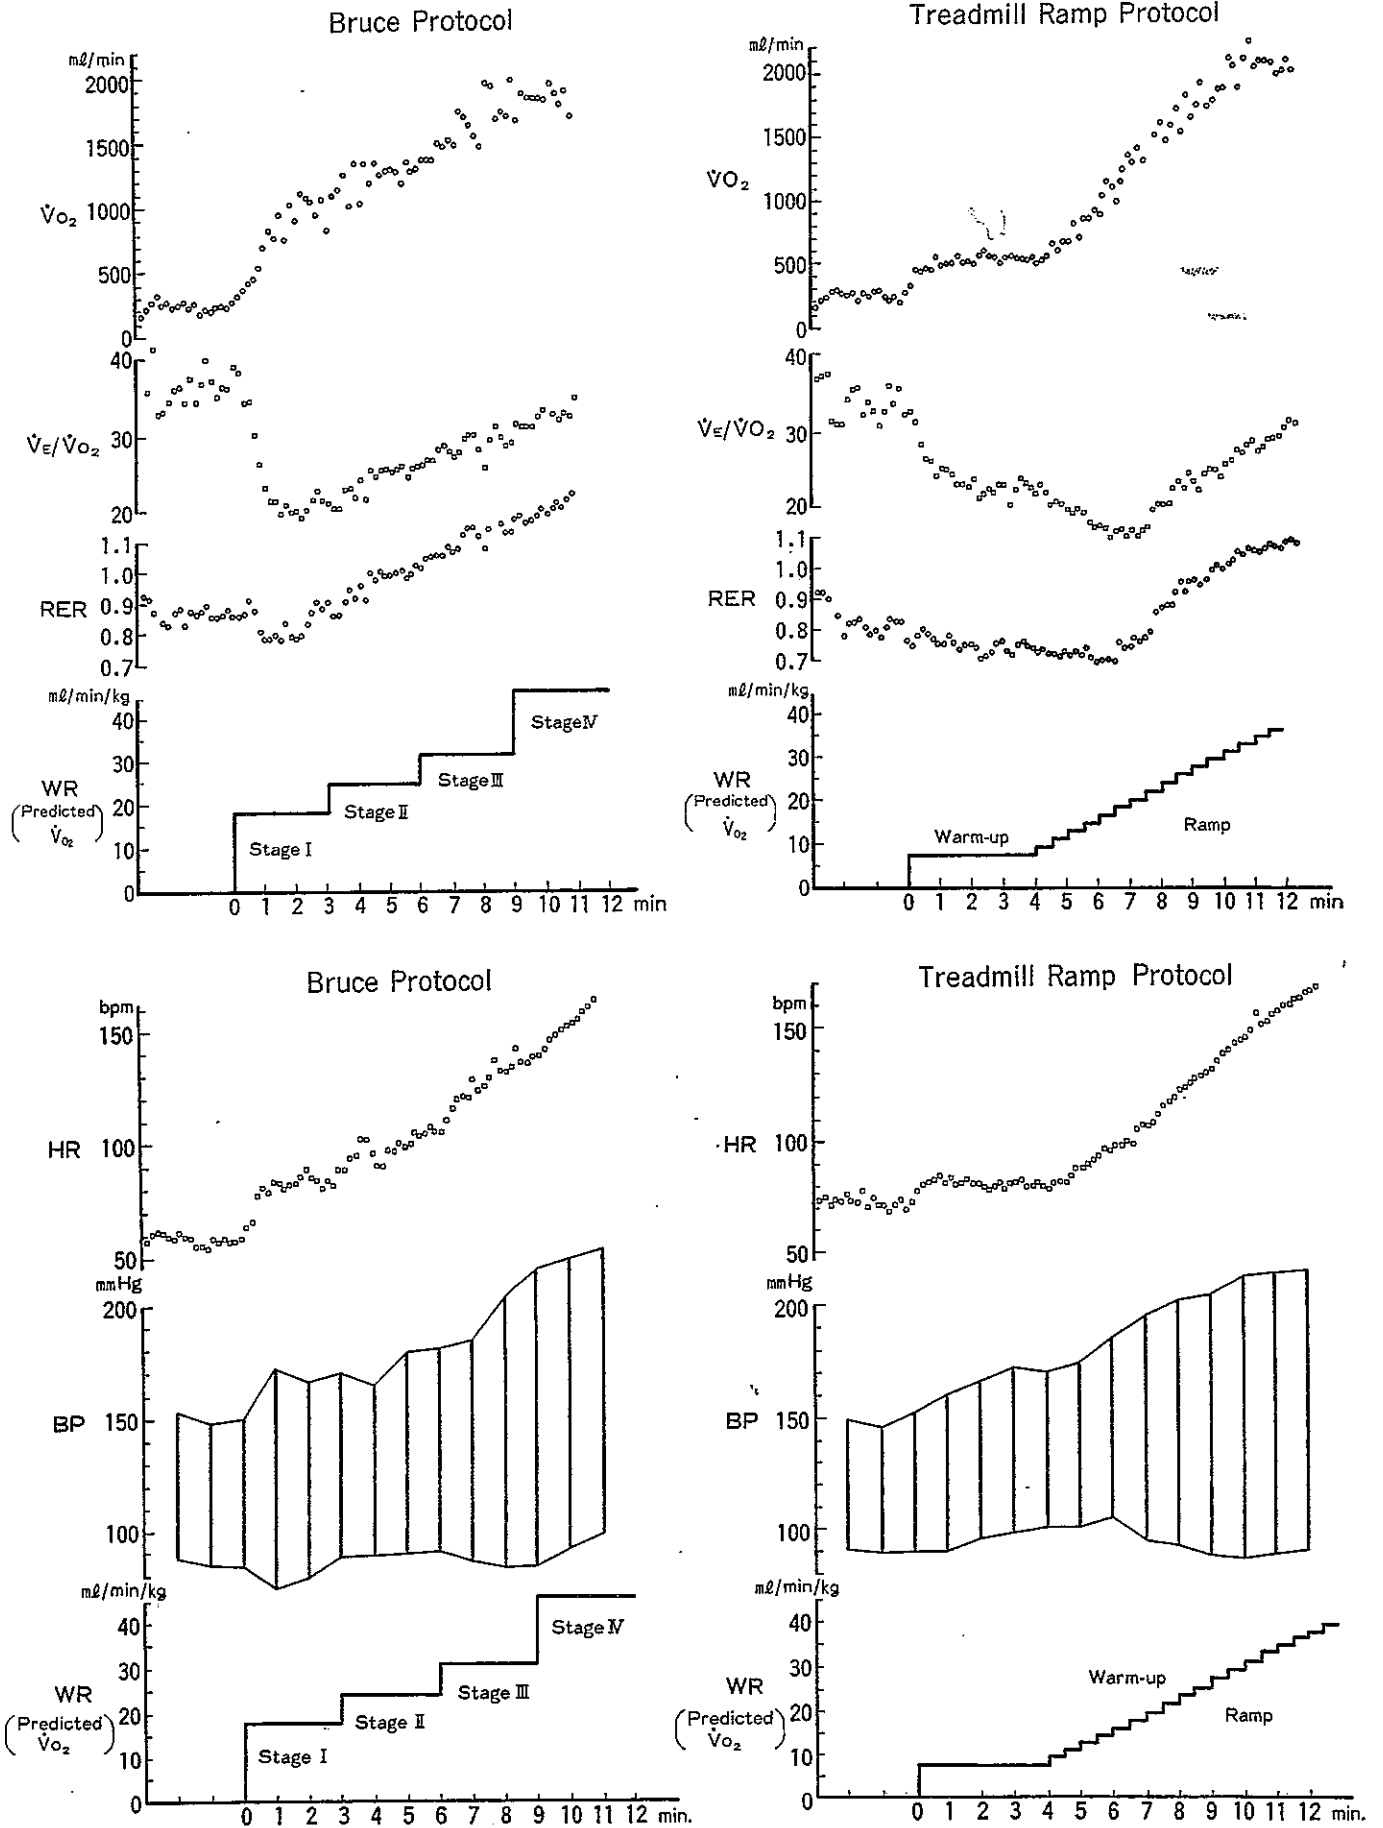 Bruce Protocol
mℓ/min
2000
1500
V̇O₂
1000
500
0
40
V̇E/V̇O₂
30
20
1.1
1.0
RER 0.9
0.8
0.7
mℓ/min/kg
40
30
WR
(Predicted V̇O₂)
20
10
0
Stage I
Stage II
Stage III
Stage IV
0 1 2 3 4 5 6 7 8 9 10 11 12 min
Treadmill Ramp Protocol
mℓ/min
2000
1500
V̇O₂
1000
500
0
40
V̇E/V̇O₂
30
20
1.1
1.0
RER 0.9
0.8
0.7
mℓ/min/kg
40
30
WR
(Predicted V̇O₂)
20
10
0
Warm-up
Ramp
0 1 2 3 4 5 6 7 8 9 10 11 12 min
Bruce Protocol
bpm
150
HR 100
50
mmHg
200
BP 150
100
mℓ/min/kg
40
30
WR
(Predicted V̇O₂)
20
10
0
Stage I
Stage II
Stage III
Stage IV
0 1 2 3 4 5 6 7 8 9 10 11 12 min.
Treadmill Ramp Protocol
bpm
150
HR 100
50
mmHg
200
BP 150
100
mℓ/min/kg
40
30
WR
(Predicted V̇O₂)
20
10
0
Warm-up
Ramp
0 1 2 3 4 5 6 7 8 9 10 11 12 min.